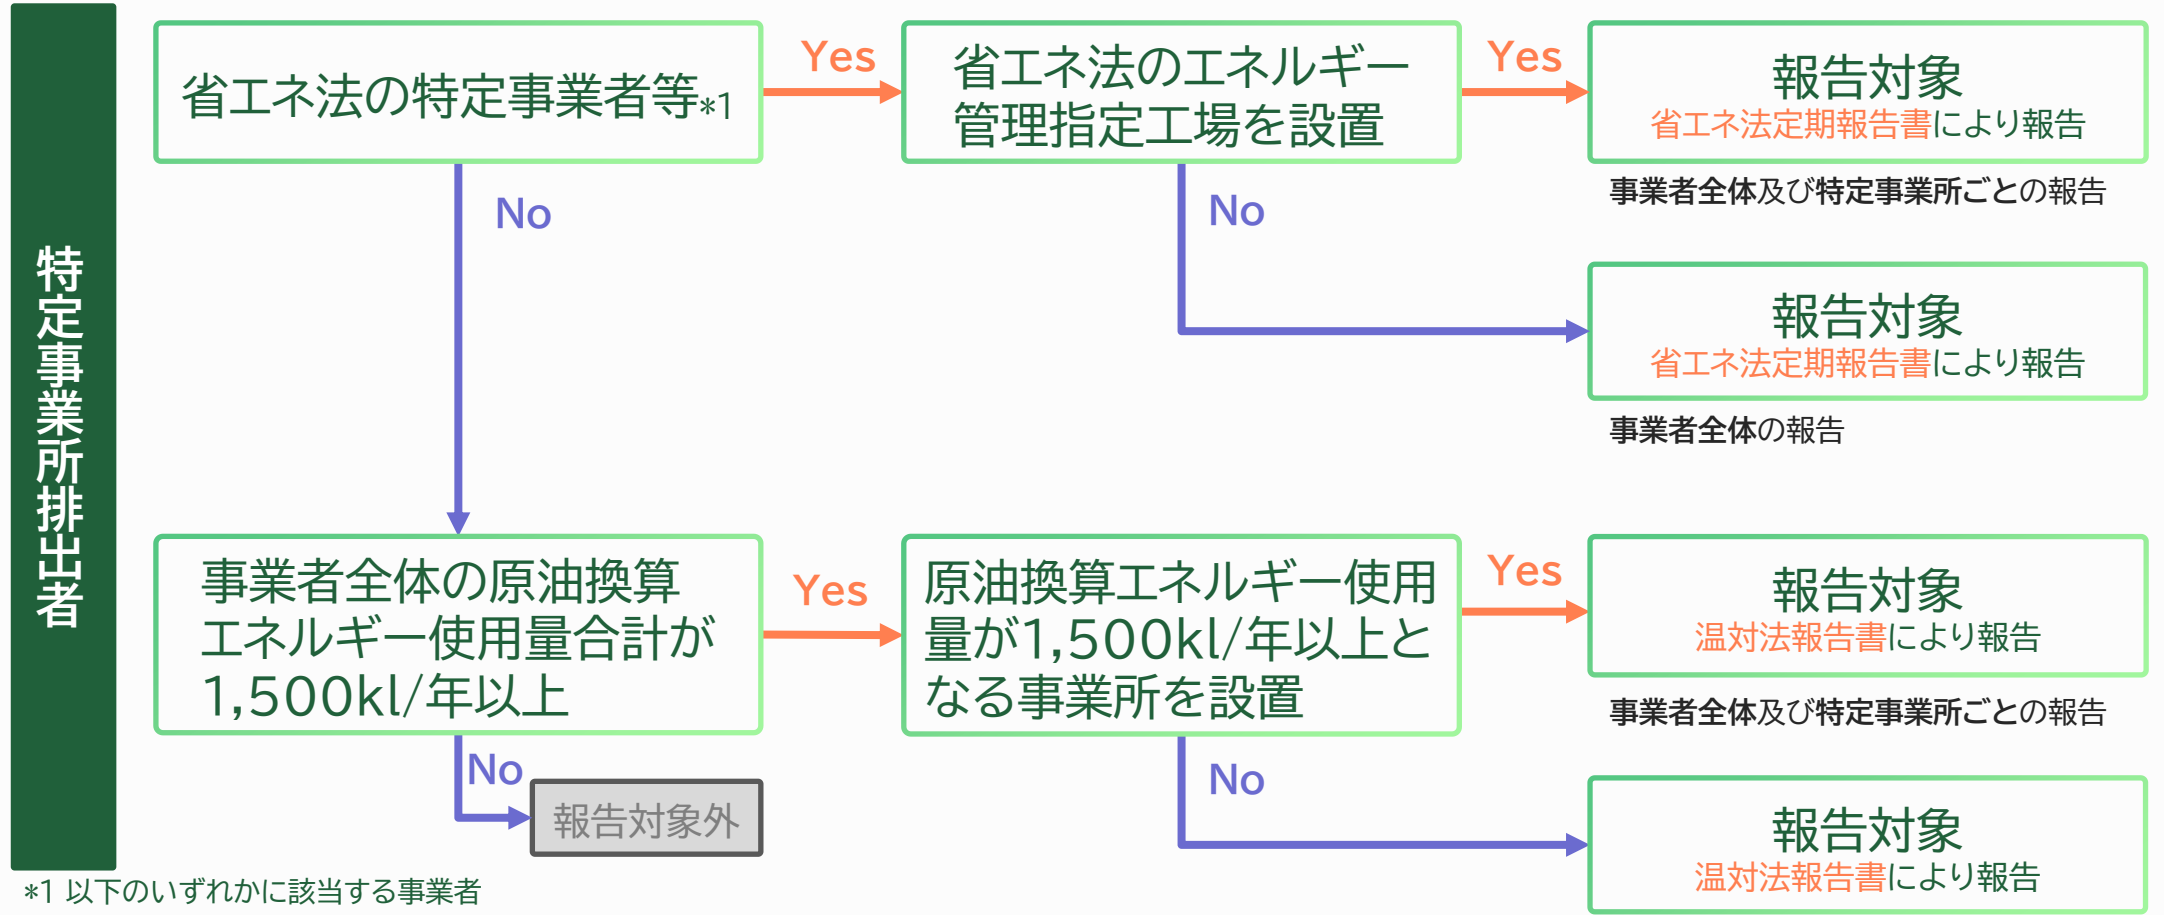 特定事業所排出者
省エネ法の特定事業者等*1
Yes
省エネ法のエネルギー
管理指定工場を設置
Yes
報告対象
省エネ法定期報告書により報告
事業者全体及び特定事業所ごとの報告
No
No
報告対象
省エネ法定期報告書により報告
事業者全体の報告
事業者全体の原油換算
エネルギー使用量合計が
1,500kl/年以上
Yes
原油換算エネルギー使用
量が1,500kl/年以上と
なる事業所を設置
Yes
報告対象
温対法報告書により報告
事業者全体及び特定事業所ごとの報告
No
報告対象外
No
報告対象
温対法報告書により報告
*1 以下のいずれかに該当する事業者